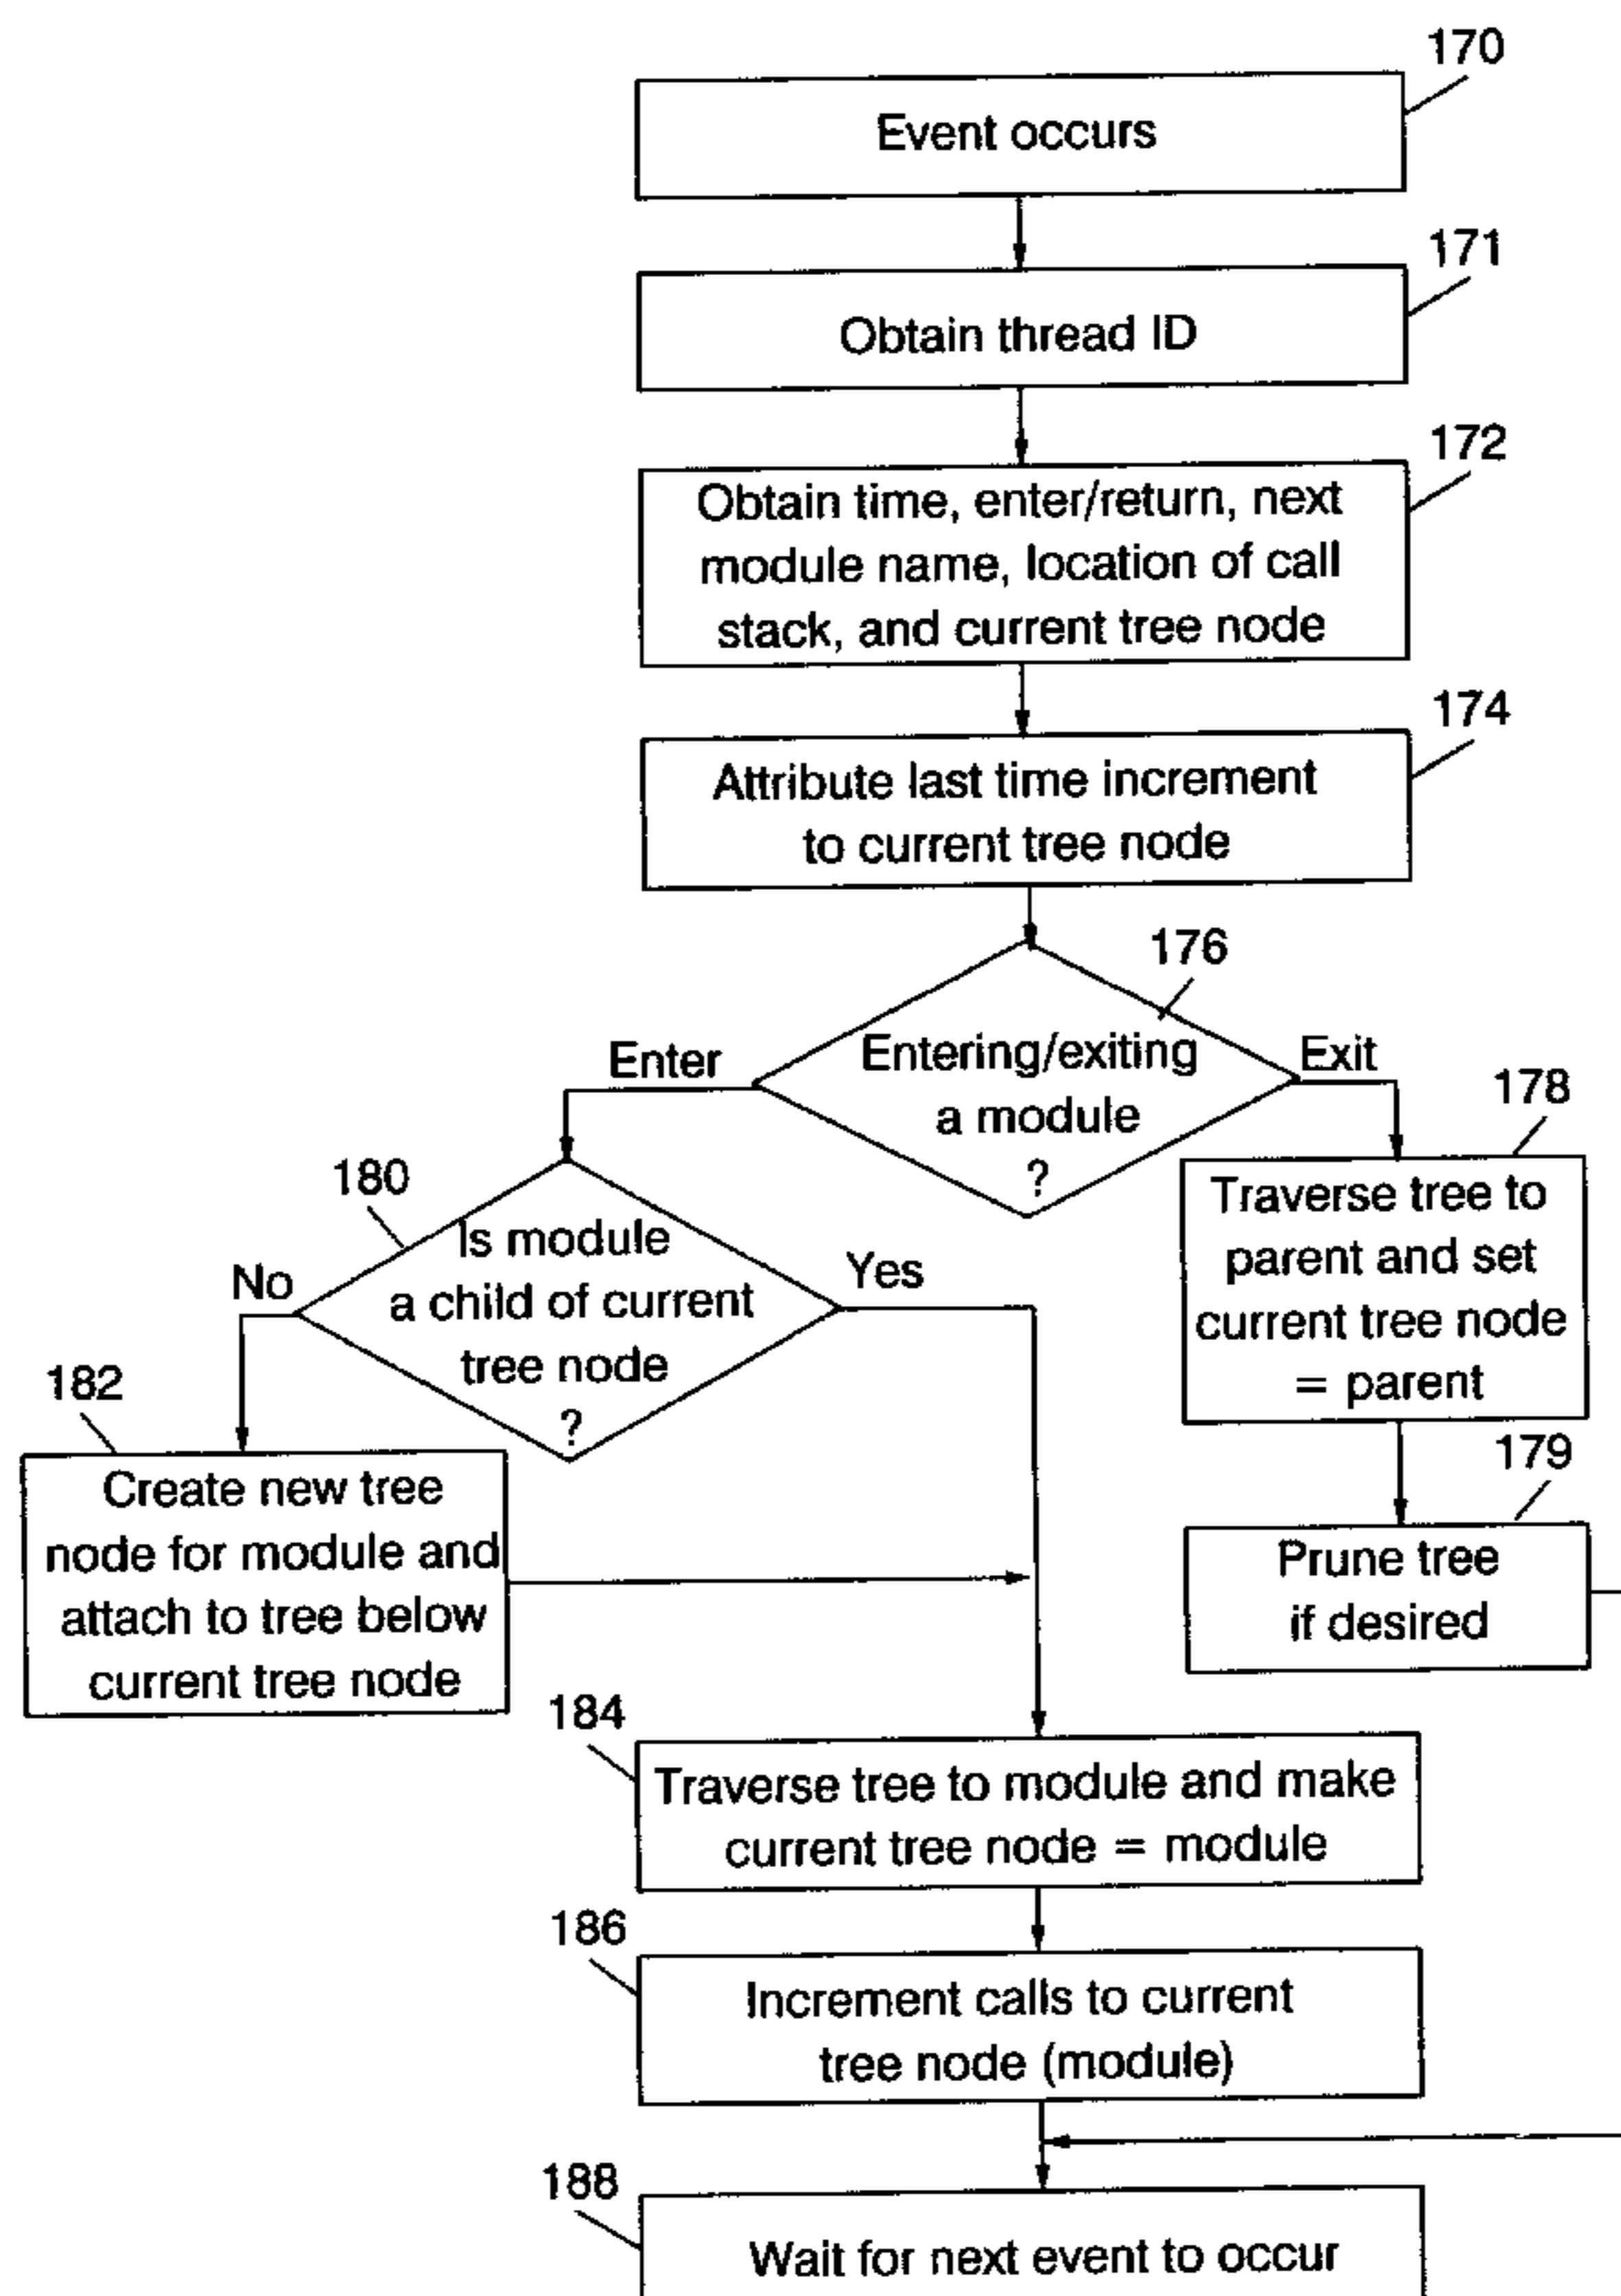 170
Event occurs
171
Obtain thread ID
172
Obtain time, enter/return, next
module name, location of call
stack, and current tree node
174
Attribute last time increment
to current tree node
176
Enter
Entering/exiting
a module
?
Exit
178
Traverse tree to
parent and set
current tree node
= parent
180
Is module
a child of current
tree node
?
No
Yes
182
Create new tree
node for module and
attach to tree below
current tree node
179
Prune tree
if desired
184
Traverse tree to module and make
current tree node = module
186
Increment calls to current
tree node (module)
188
Wait for next event to occur